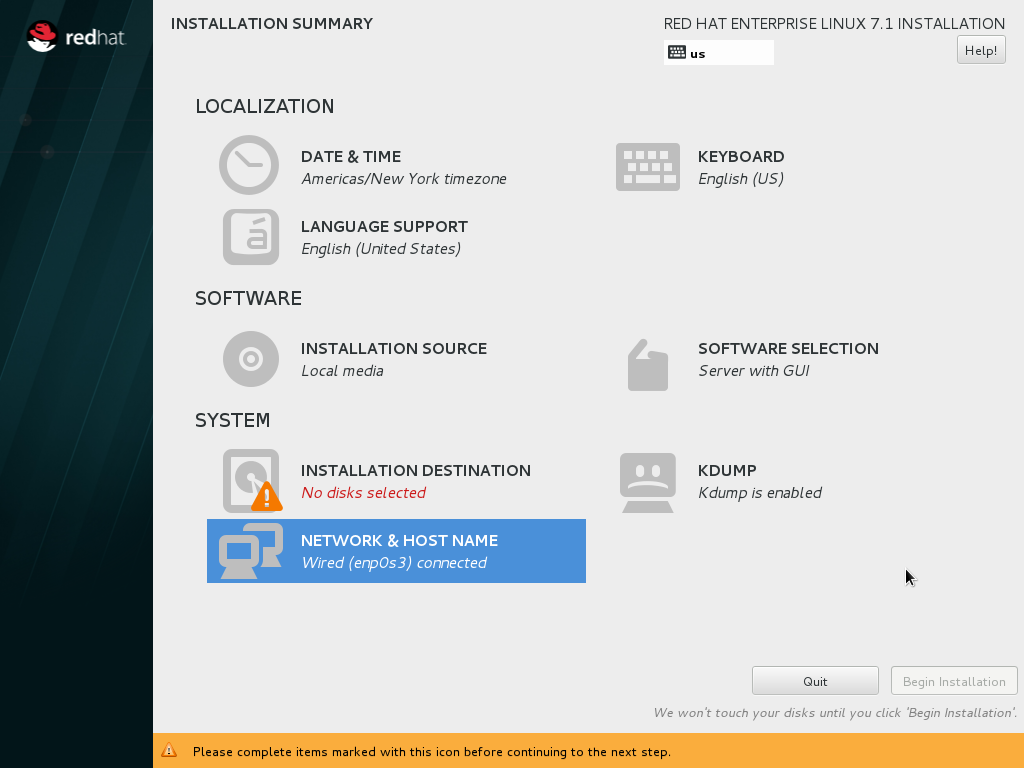 redhat.
INSTALLATION SUMMARY
RED HAT ENTERPRISE LINUX 7.1 INSTALLATION
us
Help!
LOCALIZATION
DATE & TIME
Americas/New York timezone
KEYBOARD
English (US)
á
LANGUAGE SUPPORT
English (United States)
SOFTWARE
INSTALLATION SOURCE
Local media
SOFTWARE SELECTION
Server with GUI
SYSTEM
INSTALLATION DESTINATION
No disks selected
KDUMP
Kdump is enabled
NETWORK & HOST NAME
Wired (enp0s3) connected
Quit
Begin Installation
We won't touch your disks until you click 'Begin Installation'.
Please complete items marked with this icon before continuing to the next step.